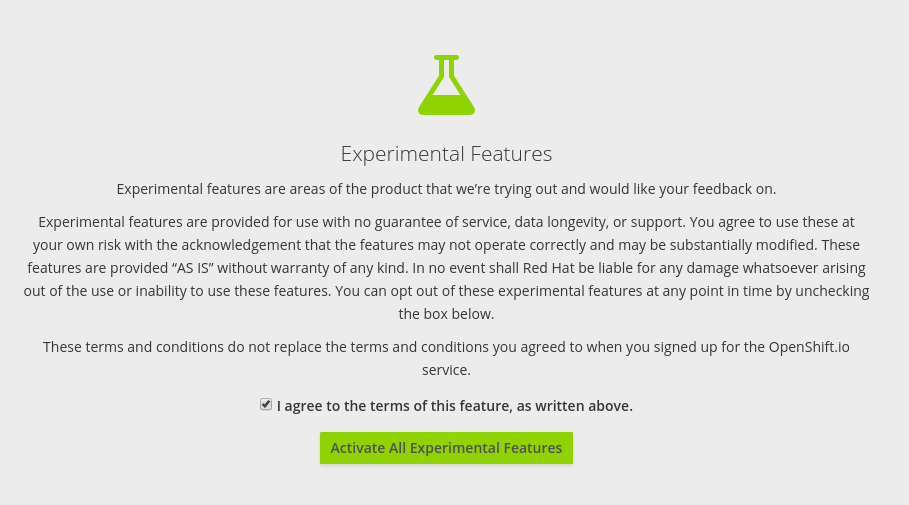 Experimental Features
Experimental features are areas of the product that we’re trying out and would like your feedback on.
Experimental features are provided for use with no guarantee of service, data longevity, or support. You agree to use these at
your own risk with the acknowledgement that the features may not operate correctly and may be substantially modified. These
features are provided “AS IS” without warranty of any kind. In no event shall Red Hat be liable for any damage whatsoever arising
out of the use or inability to use these features. You can opt out of these experimental features at any point in time by unchecking
the box below.
These terms and conditions do not replace the terms and conditions you agreed to when you signed up for the OpenShift.io
service.
I agree to the terms of this feature, as written above.
Activate All Experimental Features